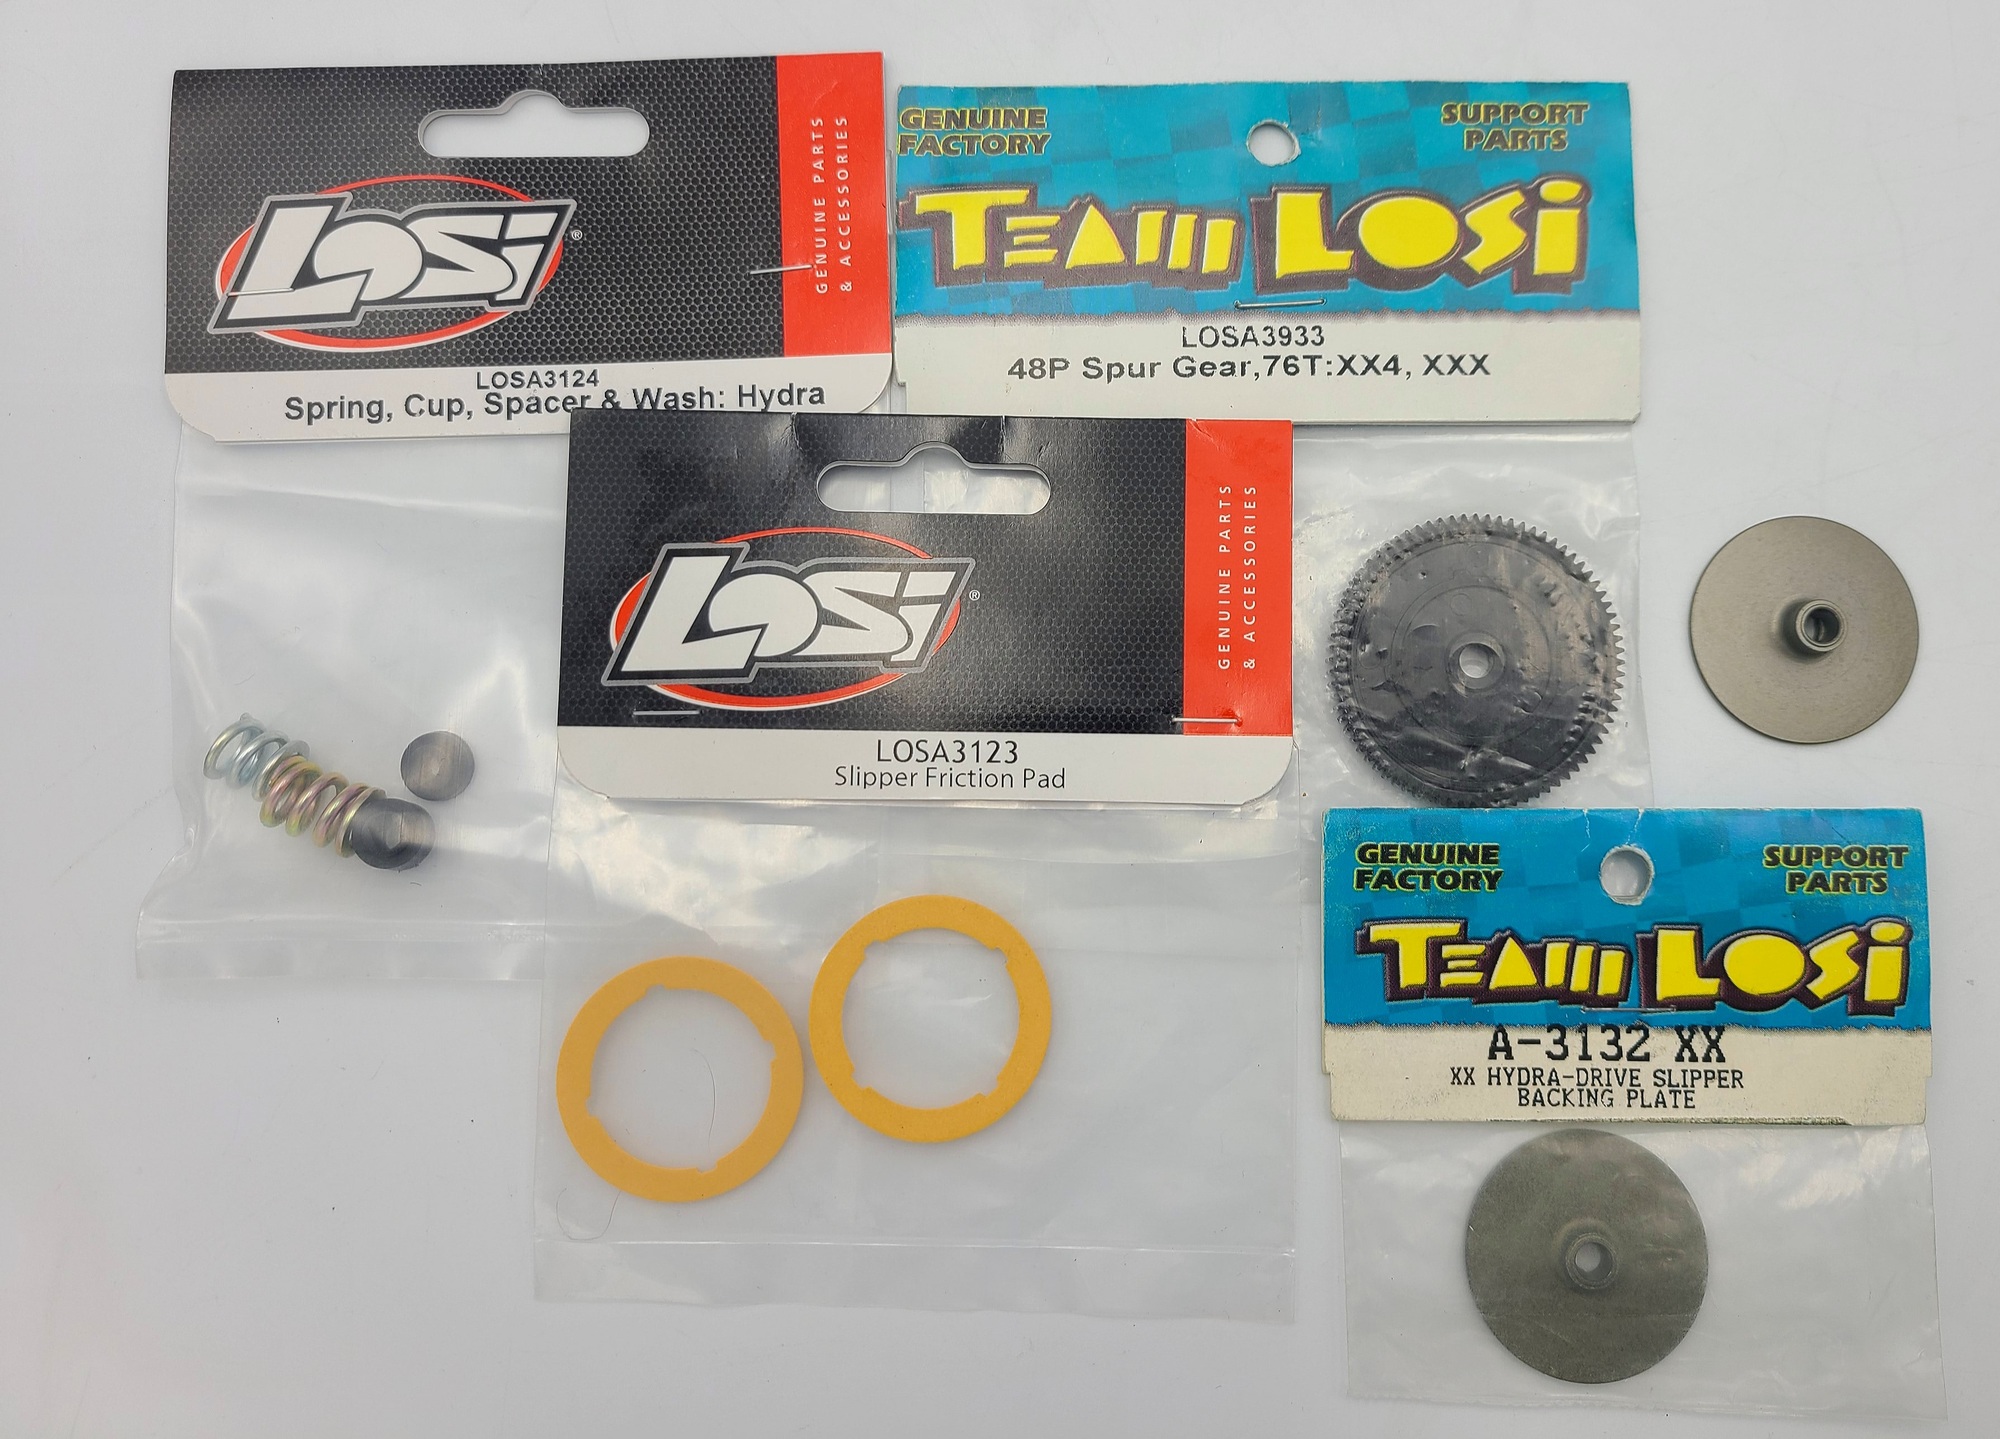 LOSI®
GENUINE PARTS
& ACCESSORIES
LOSA3124
Spring, Cup, Spacer & Wash: Hydra
GENUINE
FACTORY
SUPPORT
PARTS
TEAM LOSI
LOSA3933
48P Spur Gear,76T:XX4, XXX
LOSI®
GENUINE PARTS
& ACCESSORIES
LOSA3123
Slipper Friction Pad
GENUINE
FACTORY
SUPPORT
PARTS
TEAM LOSI
A-3132 XX
XX HYDRA-DRIVE SLIPPER
BACKING PLATE